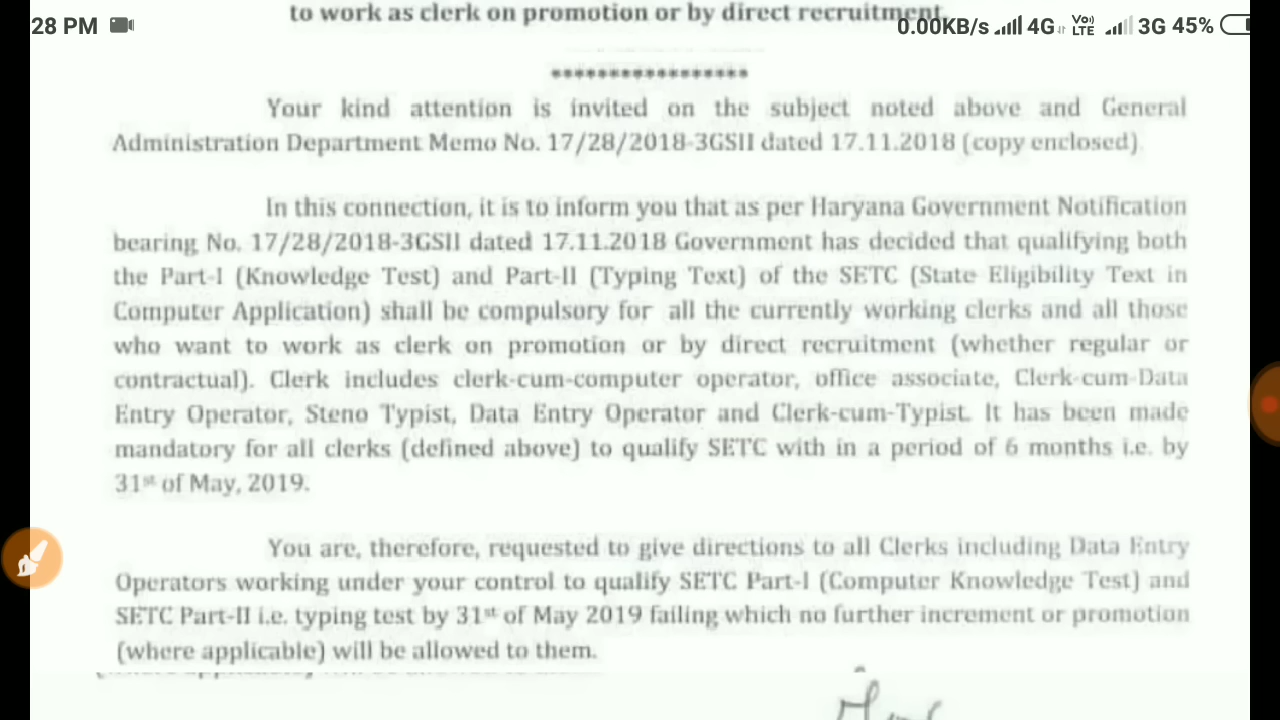 to work as clerk on promotion or by direct recruitment
28 PM 0.00KB/s 4G VoD LTE 3G 45%
*****************
Your kind attention is invited on the subject noted above and General
Administration Department Memo No. 17/28/2018-3GSII dated 17.11.2018 (copy enclosed)
In this connection, it is to inform you that as per Haryana Government Notification
bearing No. 17/28/2018-3GSII dated 17.11.2018 Government has decided that qualifying both
the Part-I (Knowledge Test) and Part-II (Typing Text) of the SETC (State Eligibility Text in
Computer Application) shall be compulsory for all the currently working clerks and all those
who want to work as clerk on promotion or by direct recruitment (whether regular or
contractual). Clerk includes clerk-cum-computer operator, office associate, Clerk-cum-Data
Entry Operator, Steno Typist, Data Entry Operator and Clerk-cum-Typist. It has been made
mandatory for all clerks (defined above) to qualify SETC with in a period of 6 months i.e. by
31st of May, 2019.
You are, therefore, requested to give directions to all Clerks including Data Entry
Operators working under your control to qualify SETC Part-I (Computer Knowledge Test) and
SETC Part-II i.e. typing test by 31st of May 2019 failing which no further increment or promotion
(where applicable) will be allowed to them.